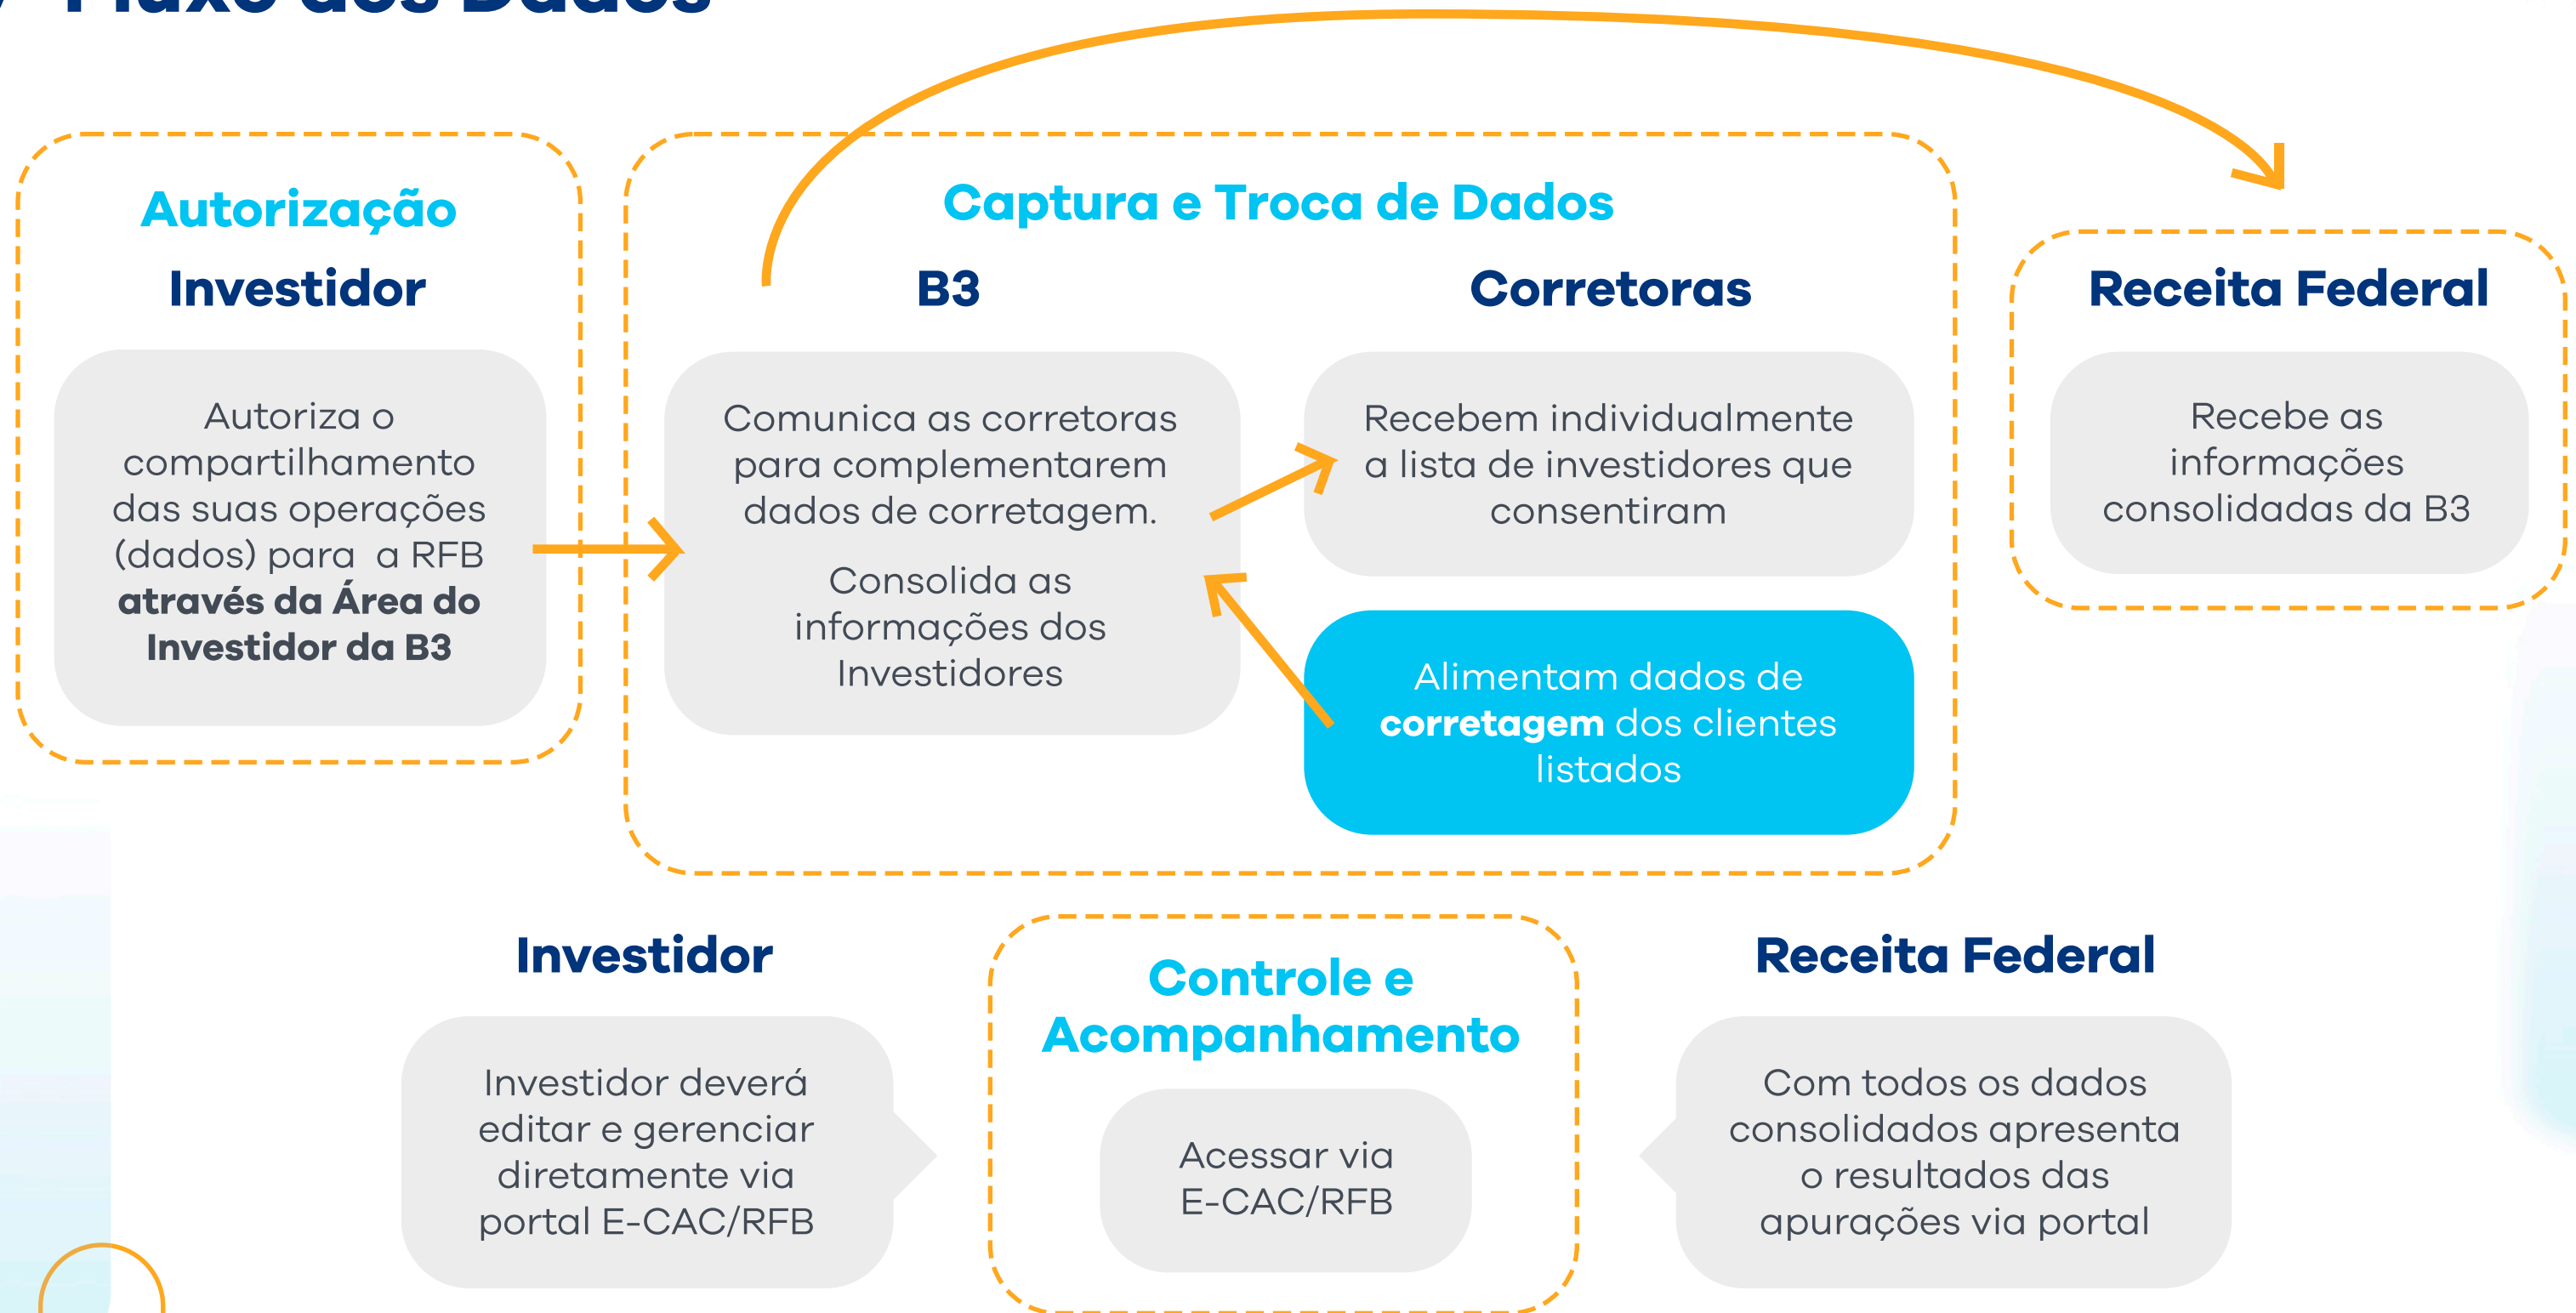 Fluxo dos Dados
Autorização
Investidor
Autoriza o
compartilhamento
das suas operações
(dados) para a RFB
através da Área do
Investidor da B3
Captura e Troca de Dados
B3
Comunica as corretoras
para complementarem
dados de corretagem.
Consolida as
informações dos
Investidores
Corretoras
Recebem individualmente
a lista de investidores que
consentiram
Alimentam dados de
corretagem dos clientes
listados
Receita Federal
Recebe as
informações
consolidadas da B3
Investidor
Investidor deverá
editar e gerenciar
diretamente via
portal E-CAC/RFB
Controle e
Acompanhamento
Acessar via
E-CAC/RFB
Receita Federal
Com todos os dados
consolidados apresenta
o resultados das
apurações via portal